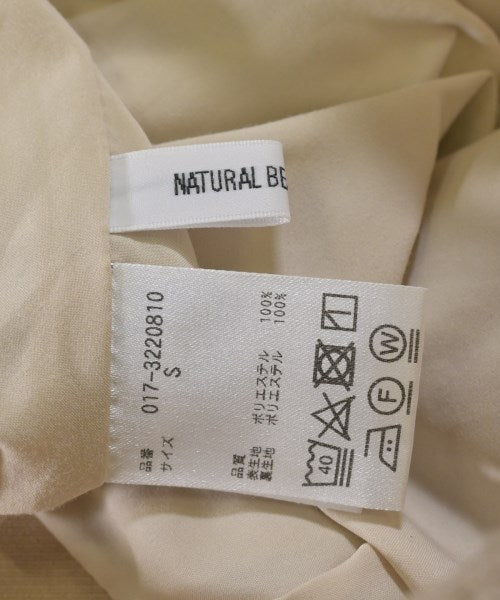 NATURAL BE
品番 017-3220810
サイズ S
品質
表生地 ポリエステル 100%
裏生地 ポリエステル 100%
40
W
F